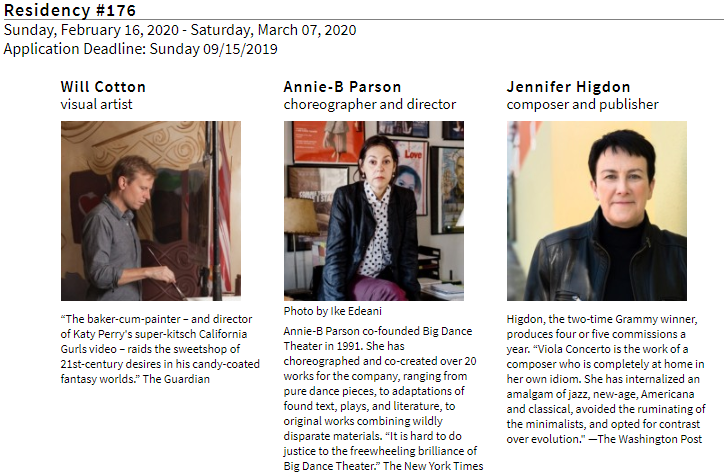 Residency #176
Sunday, February 16, 2020 - Saturday, March 07, 2020
Application Deadline: Sunday 09/15/2019
Will Cotton
visual artist
"The baker-cum-painter – and director
of Katy Perry's super-kitsch California
Gurls video – raids the sweetshop of
21st-century desires in his candy-coated
fantasy worlds." The Guardian
Annie-B Parson
choreographer and director
Love
Photo by Ike Edeani
Annie-B Parson co-founded Big Dance
Theater in 1991. She has
choreographed and co-created over 20
works for the company, ranging from
pure dance pieces, to adaptations of
found text, plays, and literature, to
original works combining wildly
disparate materials. "It is hard to do
justice to the freewheeling brilliance of
Big Dance Theater." The New York Times
Jennifer Higdon
composer and publisher
Higdon, the two-time Grammy winner,
produces four or five commissions a
year. "Viola Concerto is the work of a
composer who is completely at home in
her own idiom. She has internalized an
amalgam of jazz, new-age, Americana
and classical, avoided the ruminating of
the minimalists, and opted for contrast
over evolution." —The Washington Post